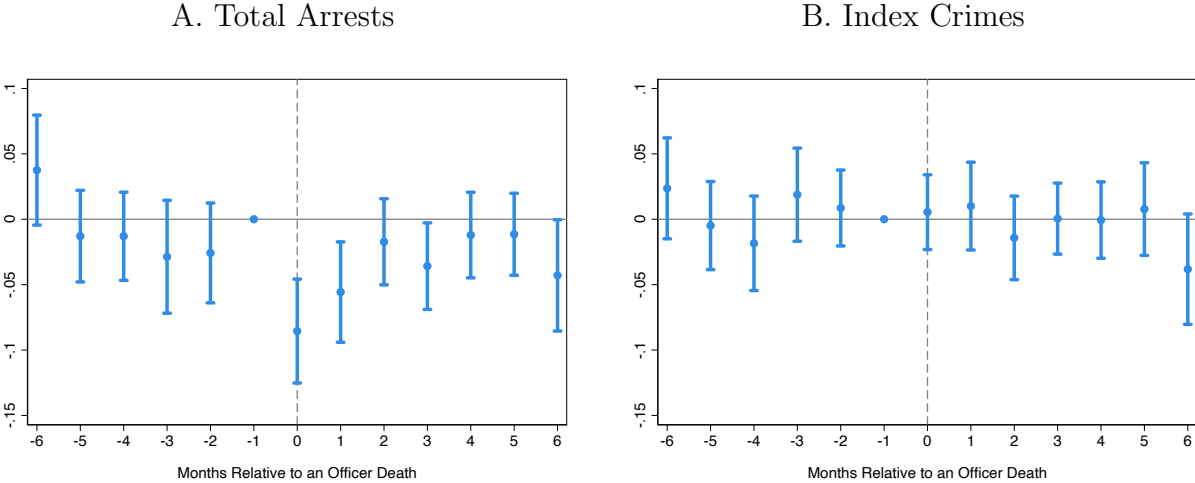 A. Total Arrests
.1
.05
0
-.05
-.1
-.15
-6 -5 -4 -3 -2 -1 0 1 2 3 4 5 6
Months Relative to an Officer Death
B. Index Crimes
.1
.05
0
-.05
-.1
-.15
-6 -5 -4 -3 -2 -1 0 1 2 3 4 5 6
Months Relative to an Officer Death